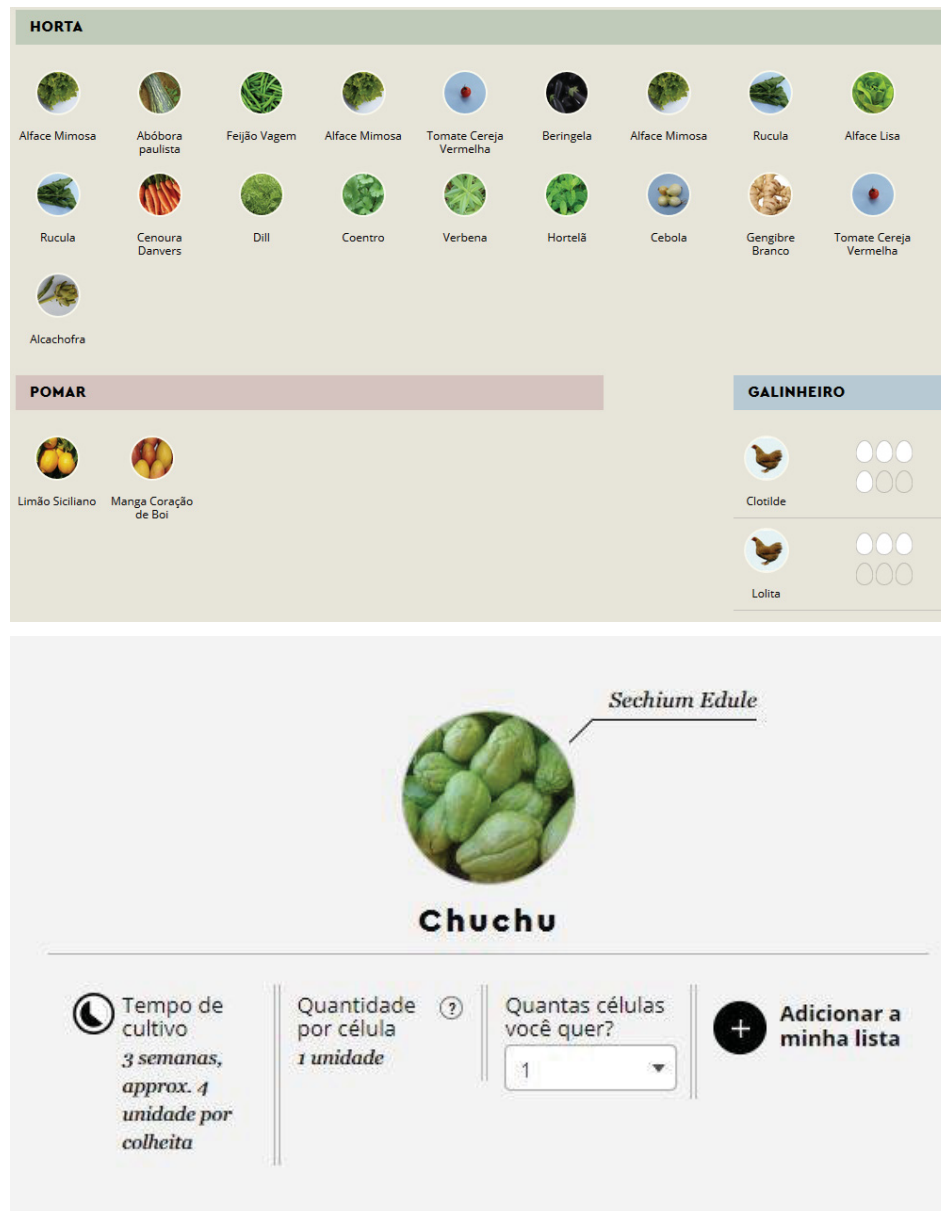 HORTA
Alface Mimosa
Abóbora
paulista
Feijão Vagem
Alface Mimosa
Tomate Cereja
Vermelha
Beringela
Alface Mimosa
Rucula
Alface Lisa
Rucula
Cenoura
Danvers
Dill
Coentro
Verbena
Hortelã
Cebola
Gengibre
Branco
Tomate Cereja
Vermelha
Alcachofra
POMAR
Limão Siciliano
Manga Coração
de Boi
GALINHEIRO
Clotilde
Lolita
Sechium Edule
Chuchu
Tempo de
cultivo
3 semanas,
approx. 4
unidade por
colheita
Quantidade
por célula
?
1 unidade
Quantas células
você quer?
1
+
Adicionar a
minha lista